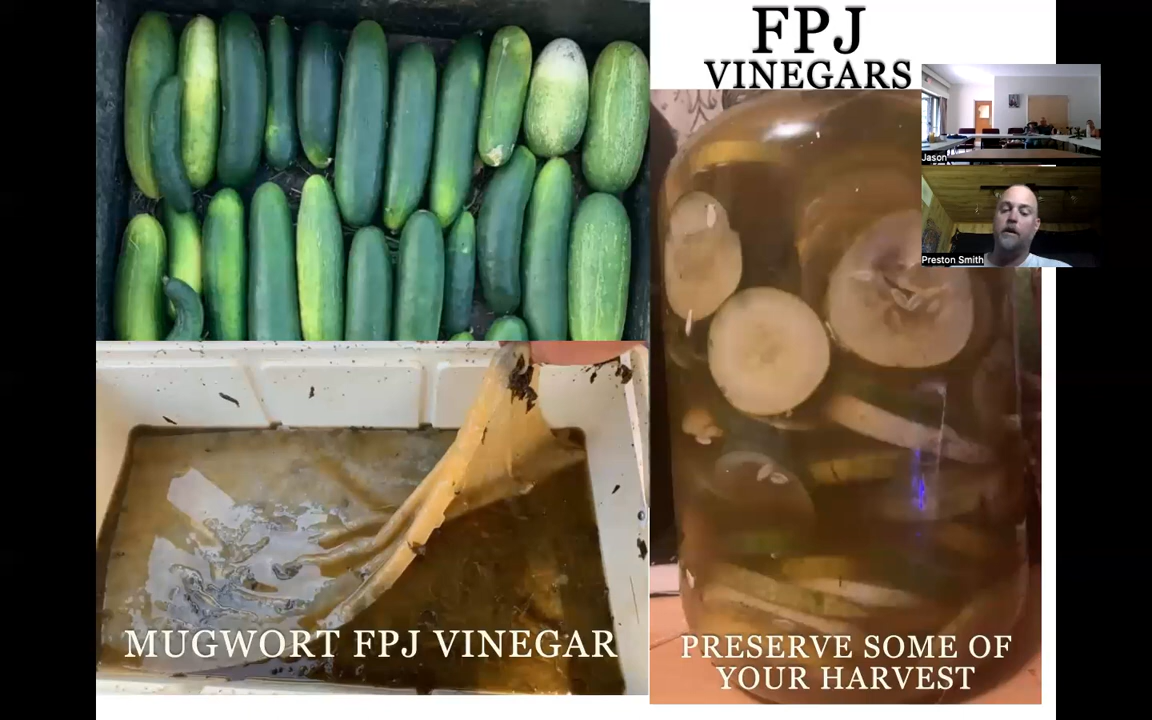 FPJ
VINEGARS
Jason
Preston Smith
MUGWORT FPJ VINEGAR
PRESERVE SOME OF
YOUR HARVEST